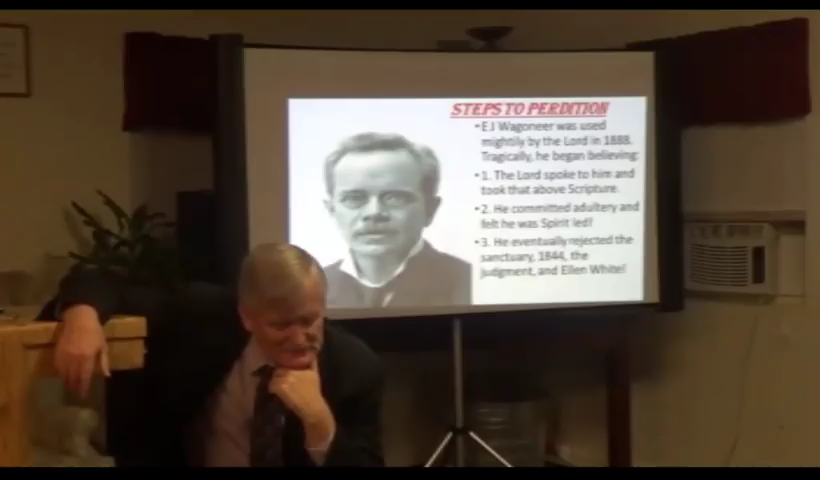 STEPS TO PERDITION
•EJ Wagoneer was used
mightily by the Lord in 1888.
Tragically, he began believing:
•1. The Lord spoke to him and
took that above Scripture.
•2. He committed adultery and
felt he was Spirit led!
•3. He eventually rejected the
sanctuary, 1844, the
judgment, and Ellen White!